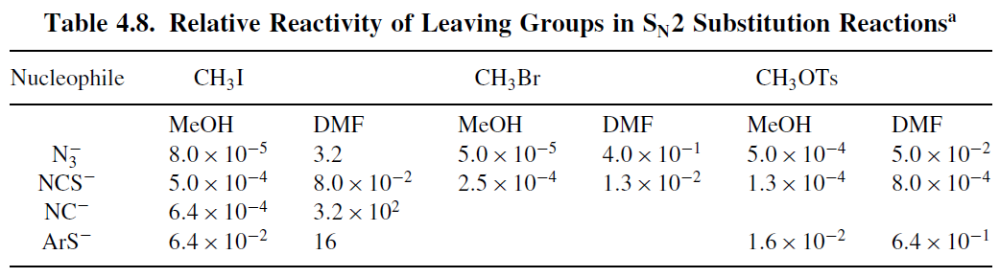 Table 4.8. Relative Reactivity of Leaving Groups in S_N2 Substitution Reactions^a
Nucleophile CH₃I CH₃Br CH₃OTs
MeOH DMF MeOH DMF MeOH DMF
N₃⁻ 8.0 × 10⁻⁵ 3.2 5.0 × 10⁻⁵ 4.0 × 10⁻¹ 5.0 × 10⁻⁴ 5.0 × 10⁻²
NCS⁻ 5.0 × 10⁻⁴ 8.0 × 10⁻² 2.5 × 10⁻⁴ 1.3 × 10⁻² 1.3 × 10⁻⁴ 8.0 × 10⁻⁴
NC⁻ 6.4 × 10⁻⁴ 3.2 × 10²
ArS⁻ 6.4 × 10⁻² 16 1.6 × 10⁻² 6.4 × 10⁻¹